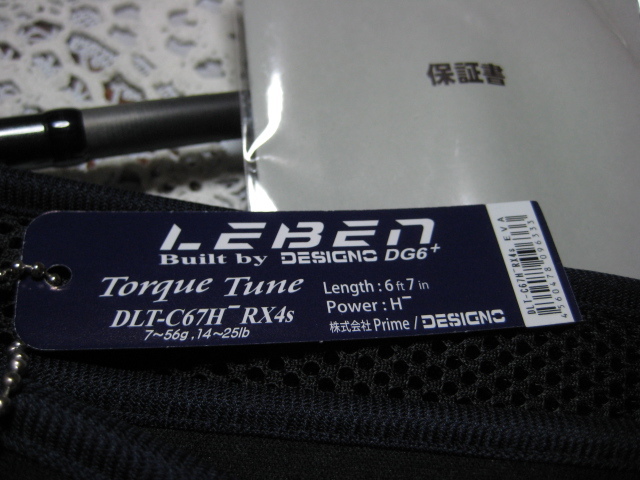 保証書
LEBEN
Built by DESIGNO DG6+
Torque Tune
DLT-C67H⁻RX4s
7~56g ,14~25lb
Length : 6 ft 7 in
Power : H⁻
株式会社 Prime / DESIGNO
DLT-C67H⁻RX4s EVA
4560478096353